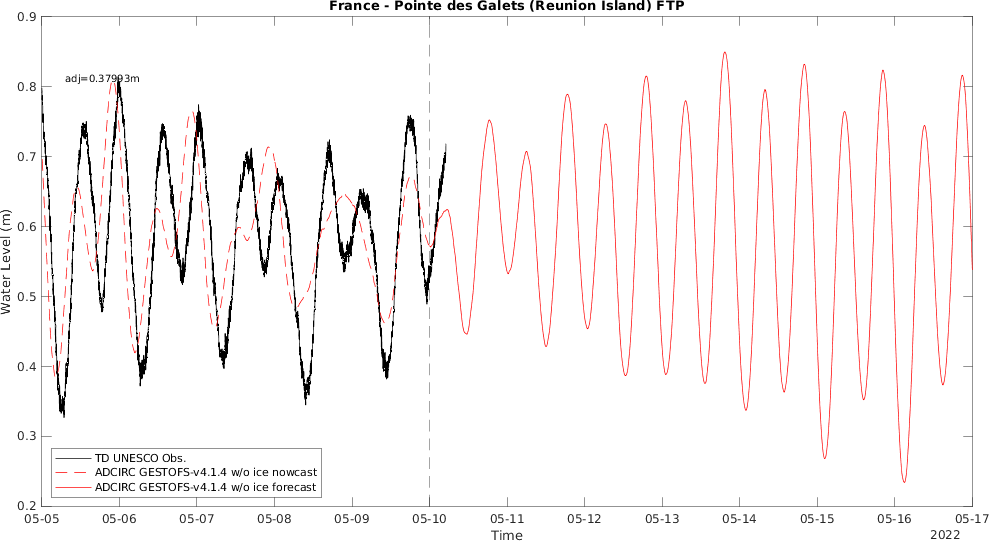 France - Pointe des Galets (Reunion Island) FTP
0.9
0.8
0.7
0.6
0.5
0.4
0.3
0.2
Water Level (m)
adj=0.37993m
TD UNESCO Obs.
ADCIRC GESTOFS-v4.1.4 w/o ice nowcast
ADCIRC GESTOFS-v4.1.4 w/o ice forecast
05-05 05-06 05-07 05-08 05-09 05-10 05-11 05-12 05-13 05-14 05-15 05-16 05-17
Time
2022